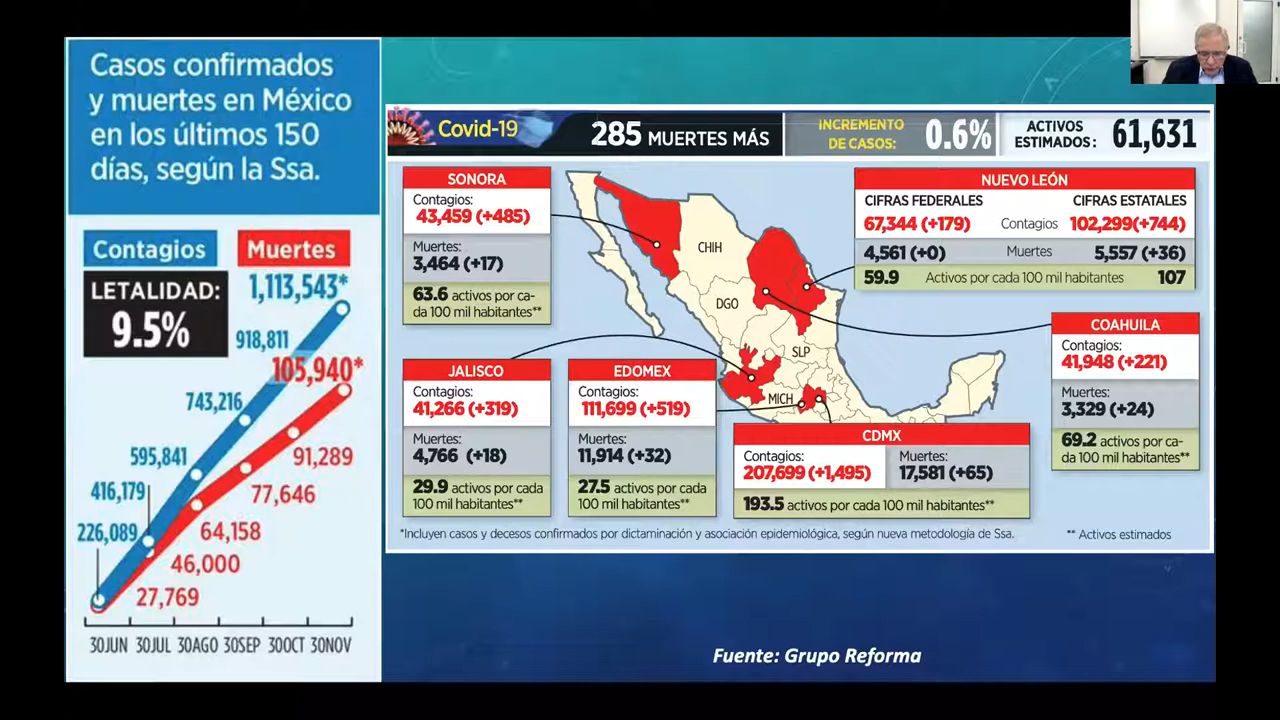 Casos confirmados
y muertes en México
en los últimos 150
días, según la Ssa.
Contagios Muertes
LETALIDAD:
9.5%
1,113,543*
918,811
105,940*
743,216
595,841
91,289
416,179
77,646
226,089
64,158
46,000
27,769
30JUN 30JUL 30AGO 30SEP 30OCT 30NOV
Covid-19
285 MUERTES MÁS
INCREMENTO
DE CASOS: 0.6%
ACTIVOS
ESTIMADOS: 61,631
SONORA
Contagios:
43,459 (+485)
Muertes:
3,464 (+17)
63.6 activos por ca-
da 100 mil habitantes**
CHIH
DGO
SLP
MICH
NUEVO LEÓN
CIFRAS FEDERALES CIFRAS ESTATALES
67,344 (+179) Contagios 102,299(+744)
4,561 (+0) Muertes 5,557 (+36)
59.9 Activos por cada 100 mil habitantes 107
COAHUILA
Contagios:
41,948 (+221)
Muertes:
3,329 (+24)
69.2 activos por ca-
da 100 mil habitantes**
JALISCO
Contagios:
41,266 (+319)
Muertes:
4,766 (+18)
29.9 activos por cada
100 mil habitantes**
EDOMEX
Contagios:
111,699 (+519)
Muertes:
11,914 (+32)
27.5 activos por cada
100 mil habitantes**
CDMX
Contagios: Muertes:
207,699 (+1,495) 17,581 (+65)
193.5 activos por cada 100 mil habitantes**
*Incluyen casos y decesos confirmados por dictaminación y asociación epidemiológica, según nueva metodología de Ssa.
** Activos estimados
Fuente: Grupo Reforma